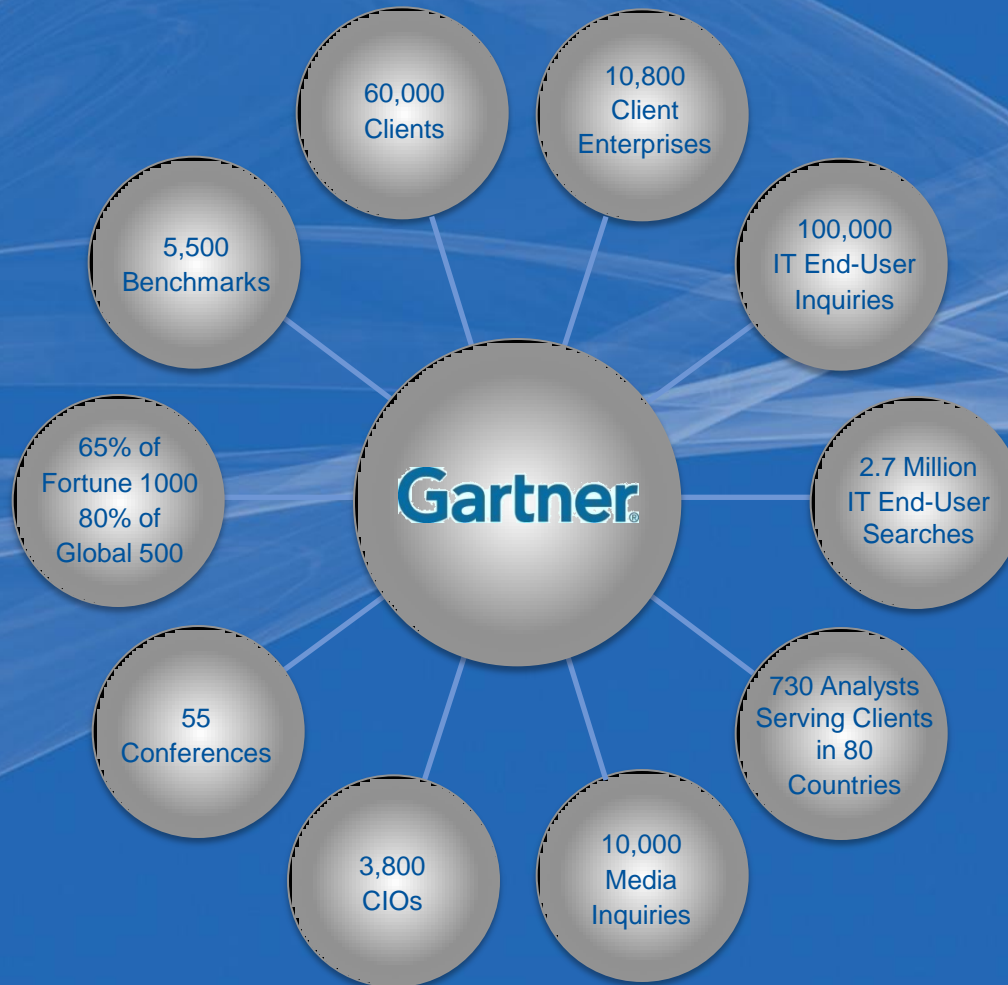 60,000
Clients
10,800
Client
Enterprises
100,000
IT End-User
Inquiries
5,500
Benchmarks
65% of
Fortune 1000
80% of
Global 500
Gartner®
2.7 Million
IT End-User
Searches
55
Conferences
730 Analysts
Serving Clients
in 80
Countries
3,800
CIOs
10,000
Media
Inquiries